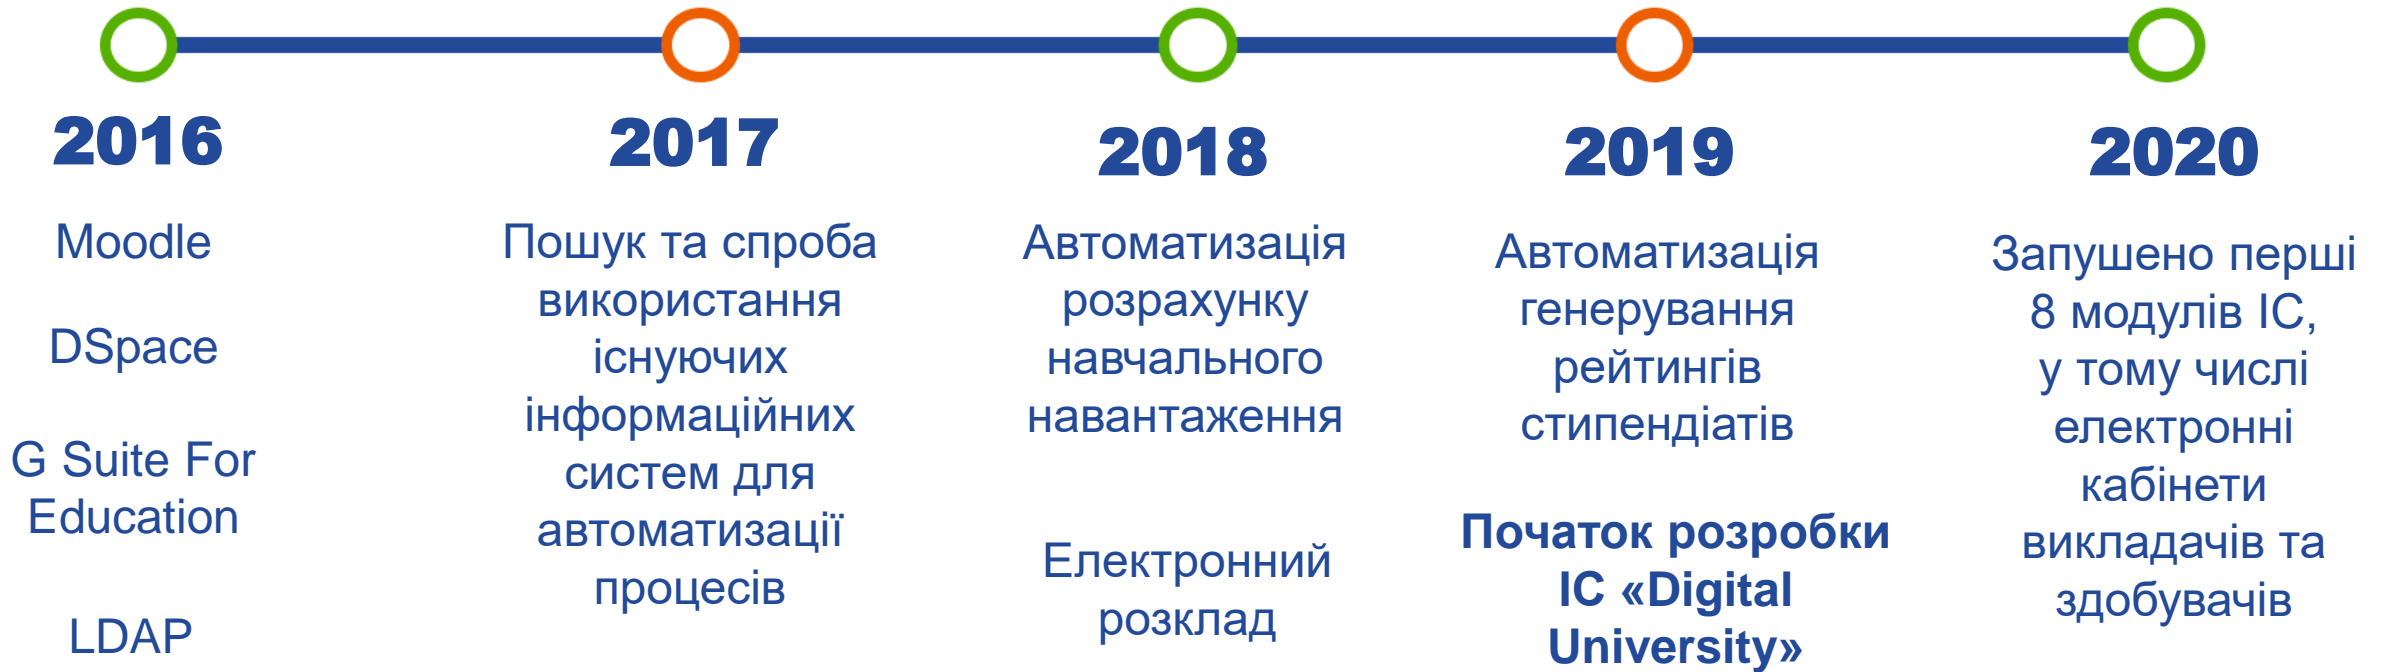 2016
Moodle
DSpace
G Suite For
Education
LDAP
2017
Пошук та спроба
використання
існуючих
інформаційних
систем для
автоматизації
процесів
2018
Автоматизація
розрахунку
навчального
навантаження
Електронний
розклад
2019
Автоматизація
генерування
рейтингів
стипендіатів
Початок розробки
ІС «Digital
University»
2020
Запушено перші
8 модулів ІС,
у тому числі
електронні
кабінети
викладачів та
здобувачів